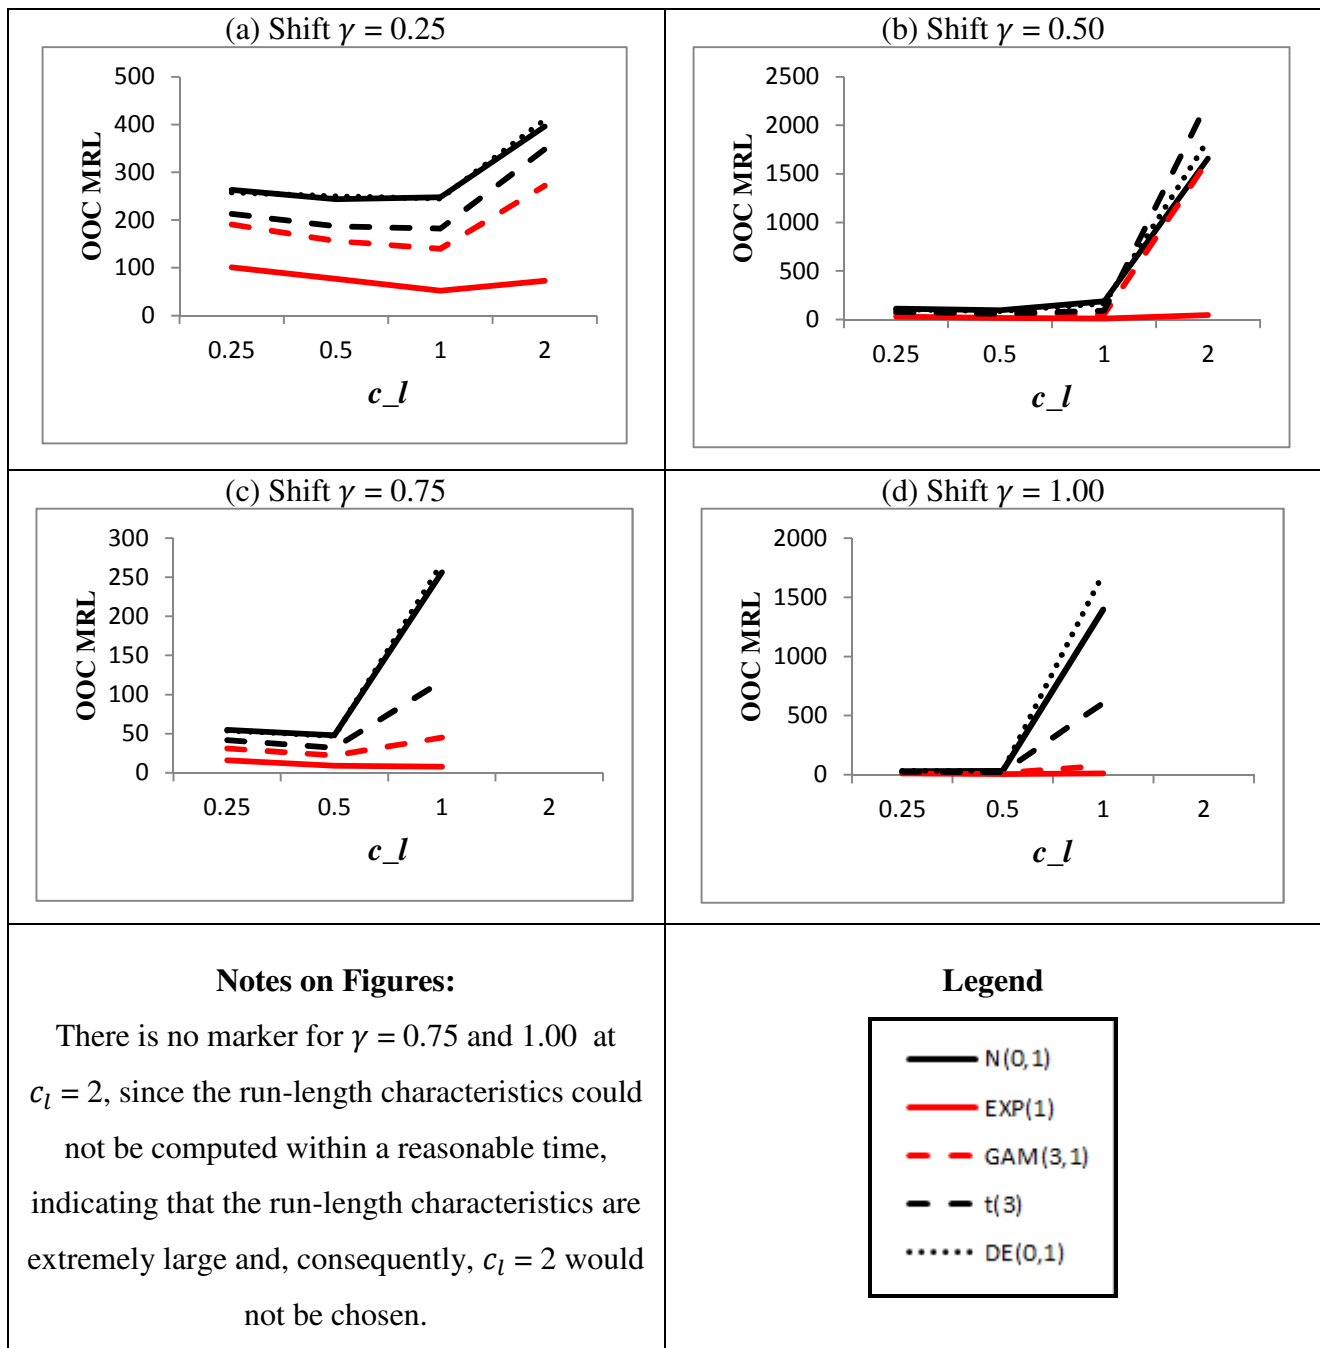 (a) Shift γ = 0.25
500
400
300
200
100
0
OOC MRL
0.25 0.5 1 2
c_l
(b) Shift γ = 0.50
2500
2000
1500
1000
500
0
OOC MRL
0.25 0.5 1 2
c_l
(c) Shift γ = 0.75
300
250
200
150
100
50
0
OOC MRL
0.25 0.5 1 2
c_l
(d) Shift γ = 1.00
2000
1500
1000
500
0
OOC MRL
0.25 0.5 1 2
c_l
Notes on Figures:
There is no marker for γ = 0.75 and 1.00 at
c_l = 2, since the run-length characteristics could
not be computed within a reasonable time,
indicating that the run-length characteristics are
extremely large and, consequently, c_l = 2 would
not be chosen.
Legend
N(0,1)
EXP(1)
GAM(3,1)
t(3)
DE(0,1)